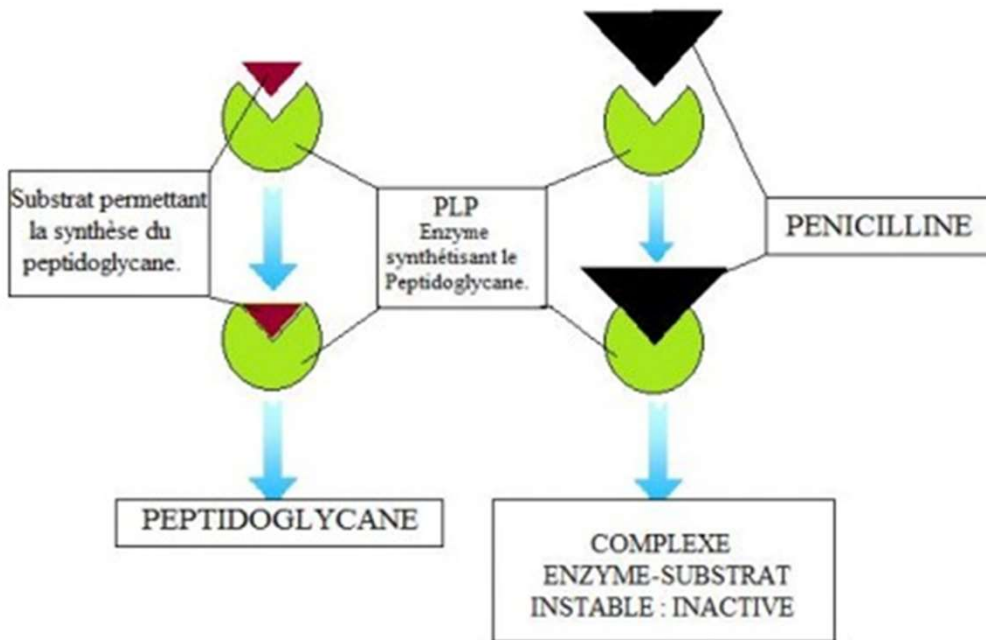 Substrat permettant
la synthèse du
peptidoglycane.
PLP
Enzyme
synthétisant le
Peptidoglycane.
PENICILLINE
PEPTIDOGLYCANE
COMPLEXE
ENZYME-SUBSTRAT
INSTABLE : INACTIVE